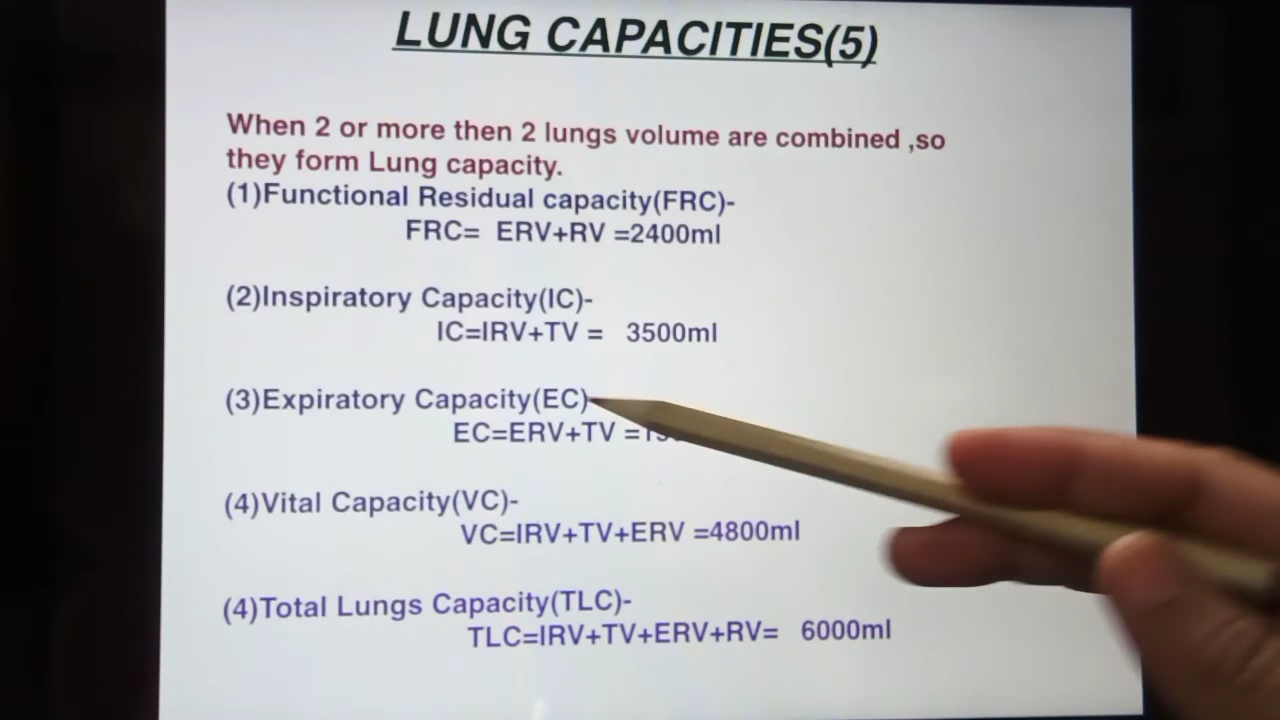 LUNG CAPACITIES(5)
When 2 or more then 2 lungs volume are combined ,so
they form Lung capacity.
(1)Functional Residual capacity(FRC)-
FRC= ERV+RV =2400ml
(2)Inspiratory Capacity(IC)-
IC=IRV+TV = 3500ml
(3)Expiratory Capacity(EC)-
EC=ERV+TV =
(4)Vital Capacity(VC)-
VC=IRV+TV+ERV =4800ml
(4)Total Lungs Capacity(TLC)-
TLC=IRV+TV+ERV+RV= 6000ml